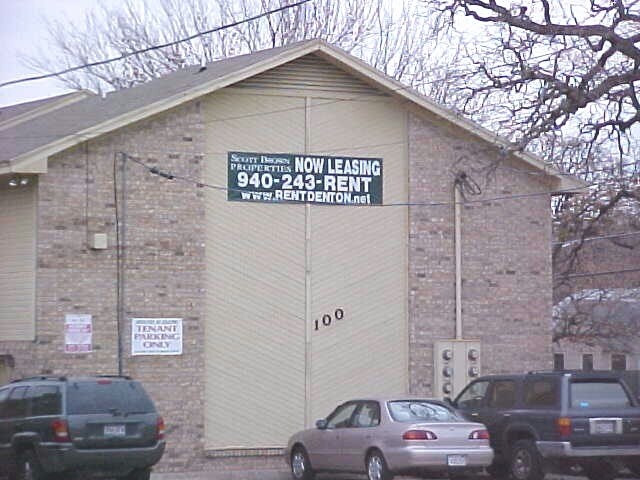 SCOTT BROWN
PROPERTIES
NOW LEASING
940-243-RENT
www.RENTDENTON.net
100
TENANT
PARKING
ONLY